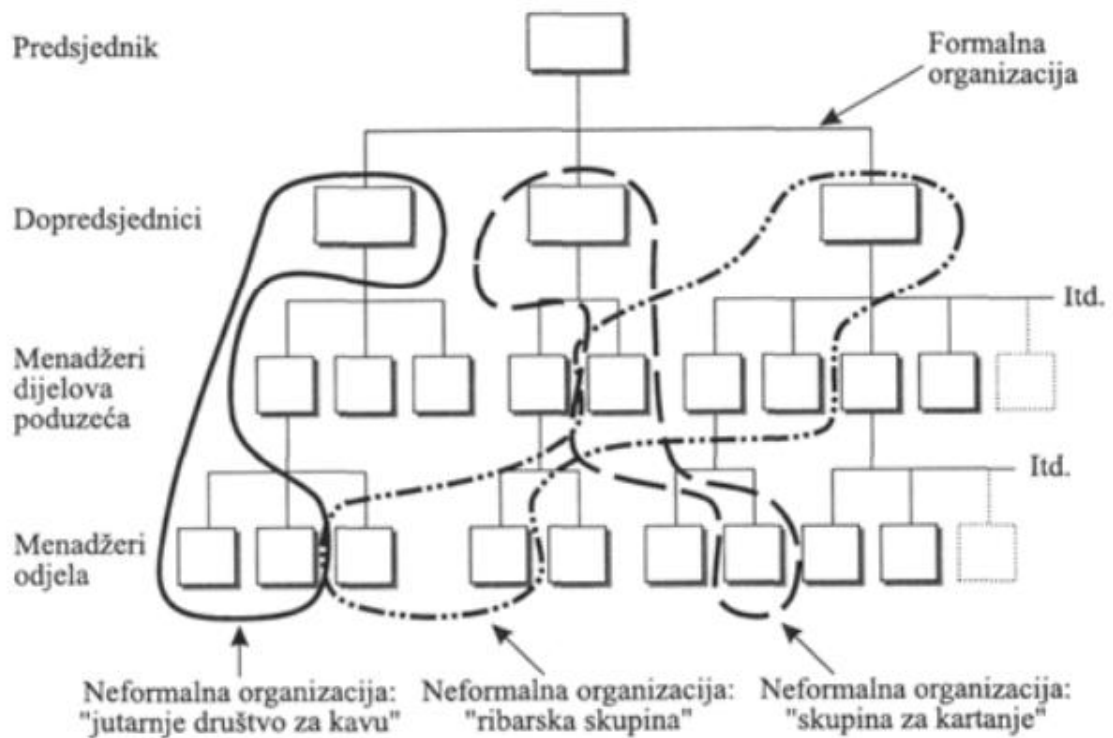 Predsjednik
Formalna
organizacija
Dopredsjednici
Itd.
Menadžeri
dijelova
poduzeća
Itd.
Menadžeri
odjela
Neformalna organizacija:
"jutarnje društvo za kavu"
Neformalna organizacija:
"ribarska skupina"
Neformalna organizacija:
"skupina za kartanje"